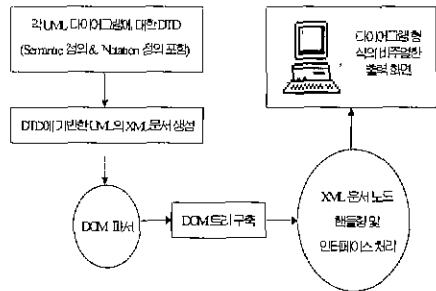 각 UML 다이어그램에 대한 DTD
(Semantic 정의 & Notation 정의 포함)
DTD에 기반한 UML의 XML 문서 생성
DOM 파서
DOM 트리 구축
XML 문서 노드
핸들링 및
인터페이스 처리
다이어그램 형
식의 비주얼한
출력 화면